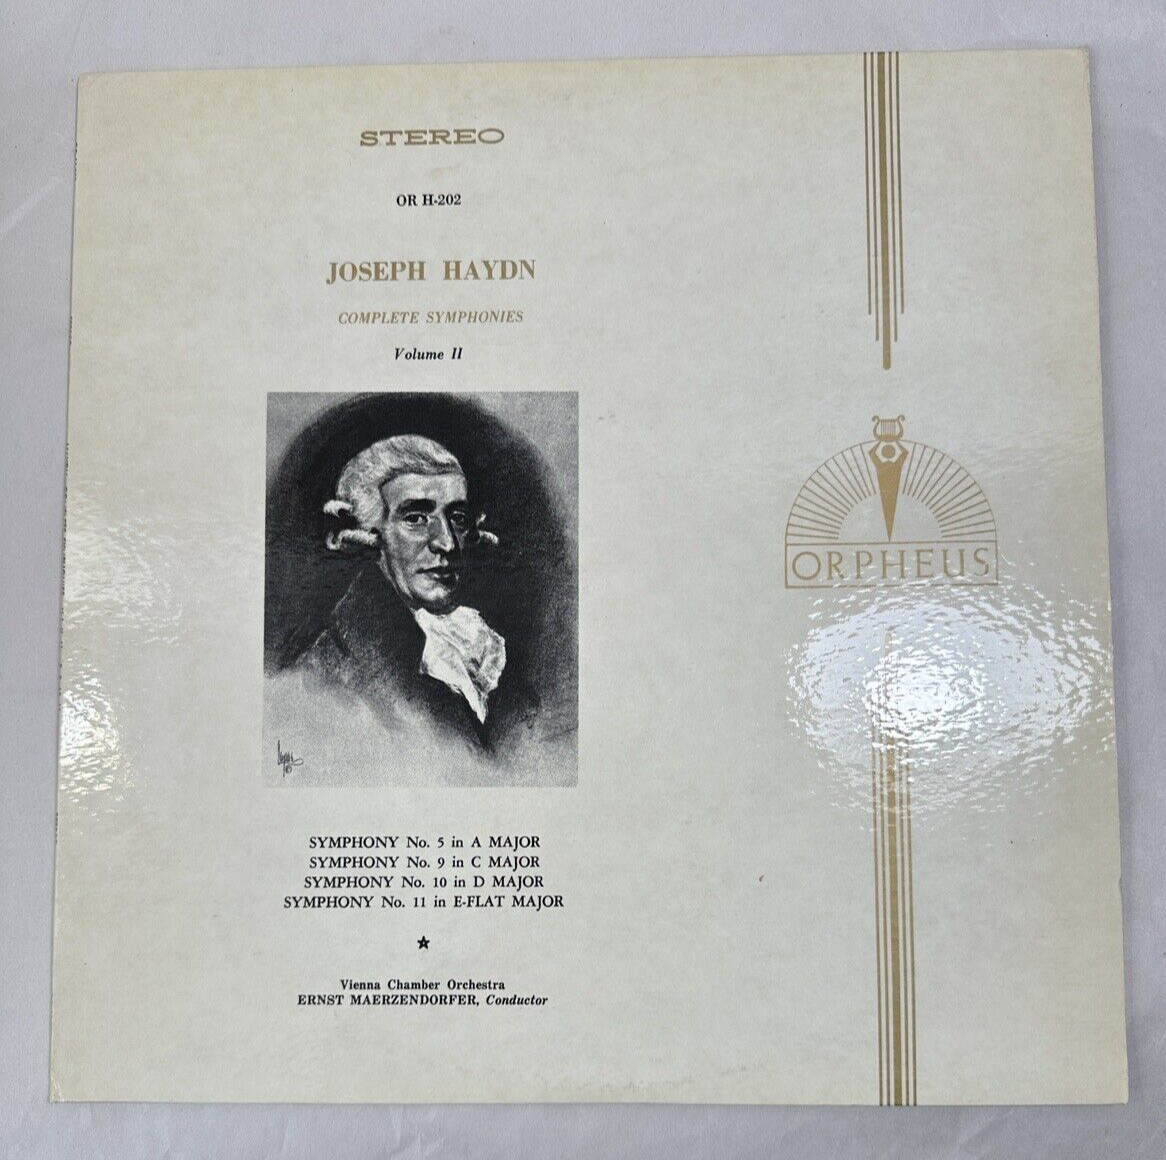 STEREO
OR H-202
JOSEPH HAYDN
COMPLETE SYMPHONIES
Volume II
ORPHEUS
SYMPHONY No. 5 in A MAJOR
SYMPHONY No. 9 in C MAJOR
SYMPHONY No. 10 in D MAJOR
SYMPHONY No. 11 in E-FLAT MAJOR
Vienna Chamber Orchestra
ERNST MAERZENDORFER, Conductor